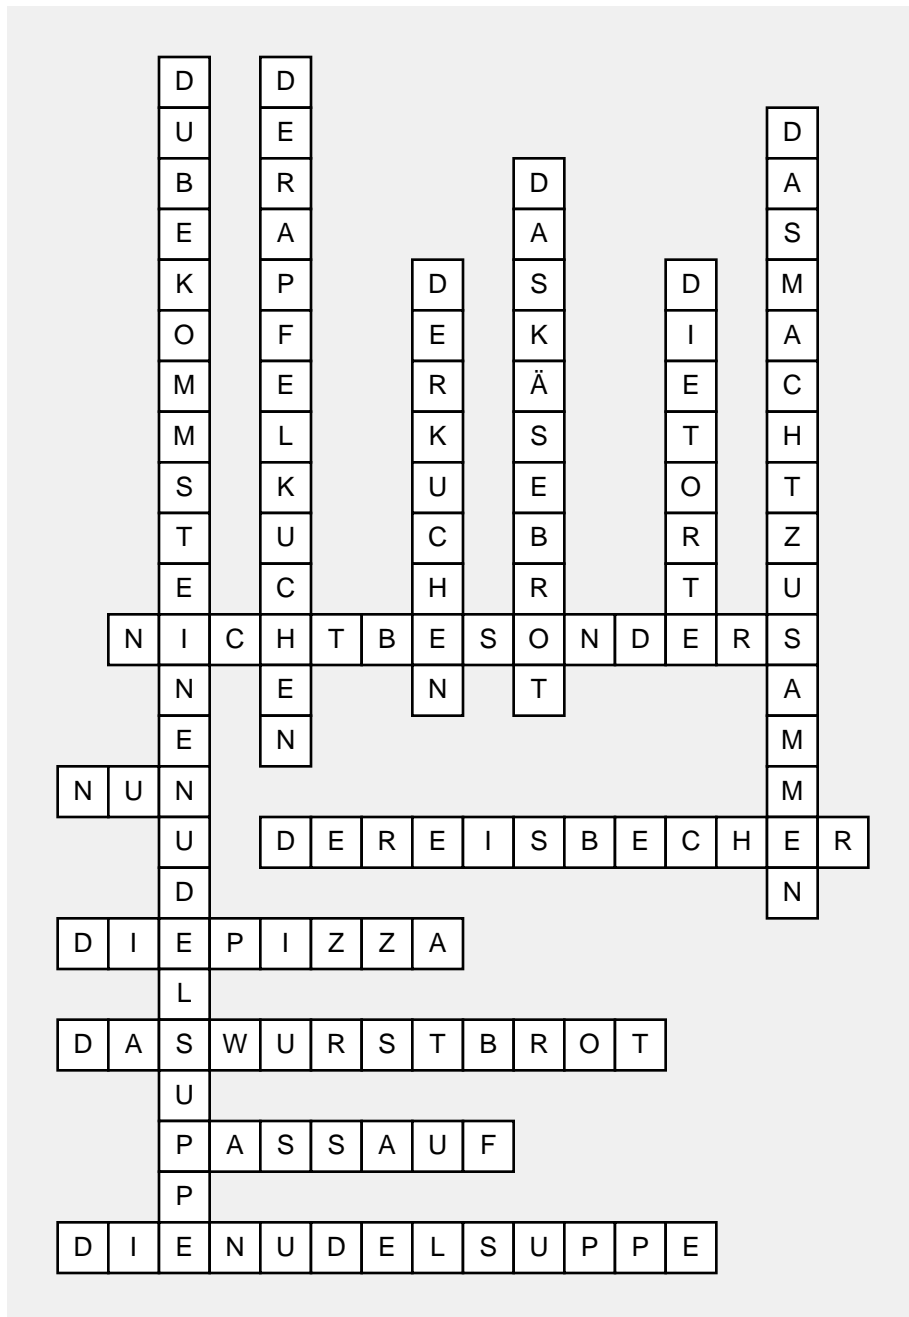 DUBEKOMMSTEINENUDELSUPPE
DERAPFELKUCHEN
DERKUCHEN
DASKÄSEBROT
DIETORTE
DASMACHTZUSAMMEN
NICHTBESONDERS
NUN
DEREISBECHER
DIEPIZZA
DASWURSTBROT
PASSAUF
DIENUDELSUPPE